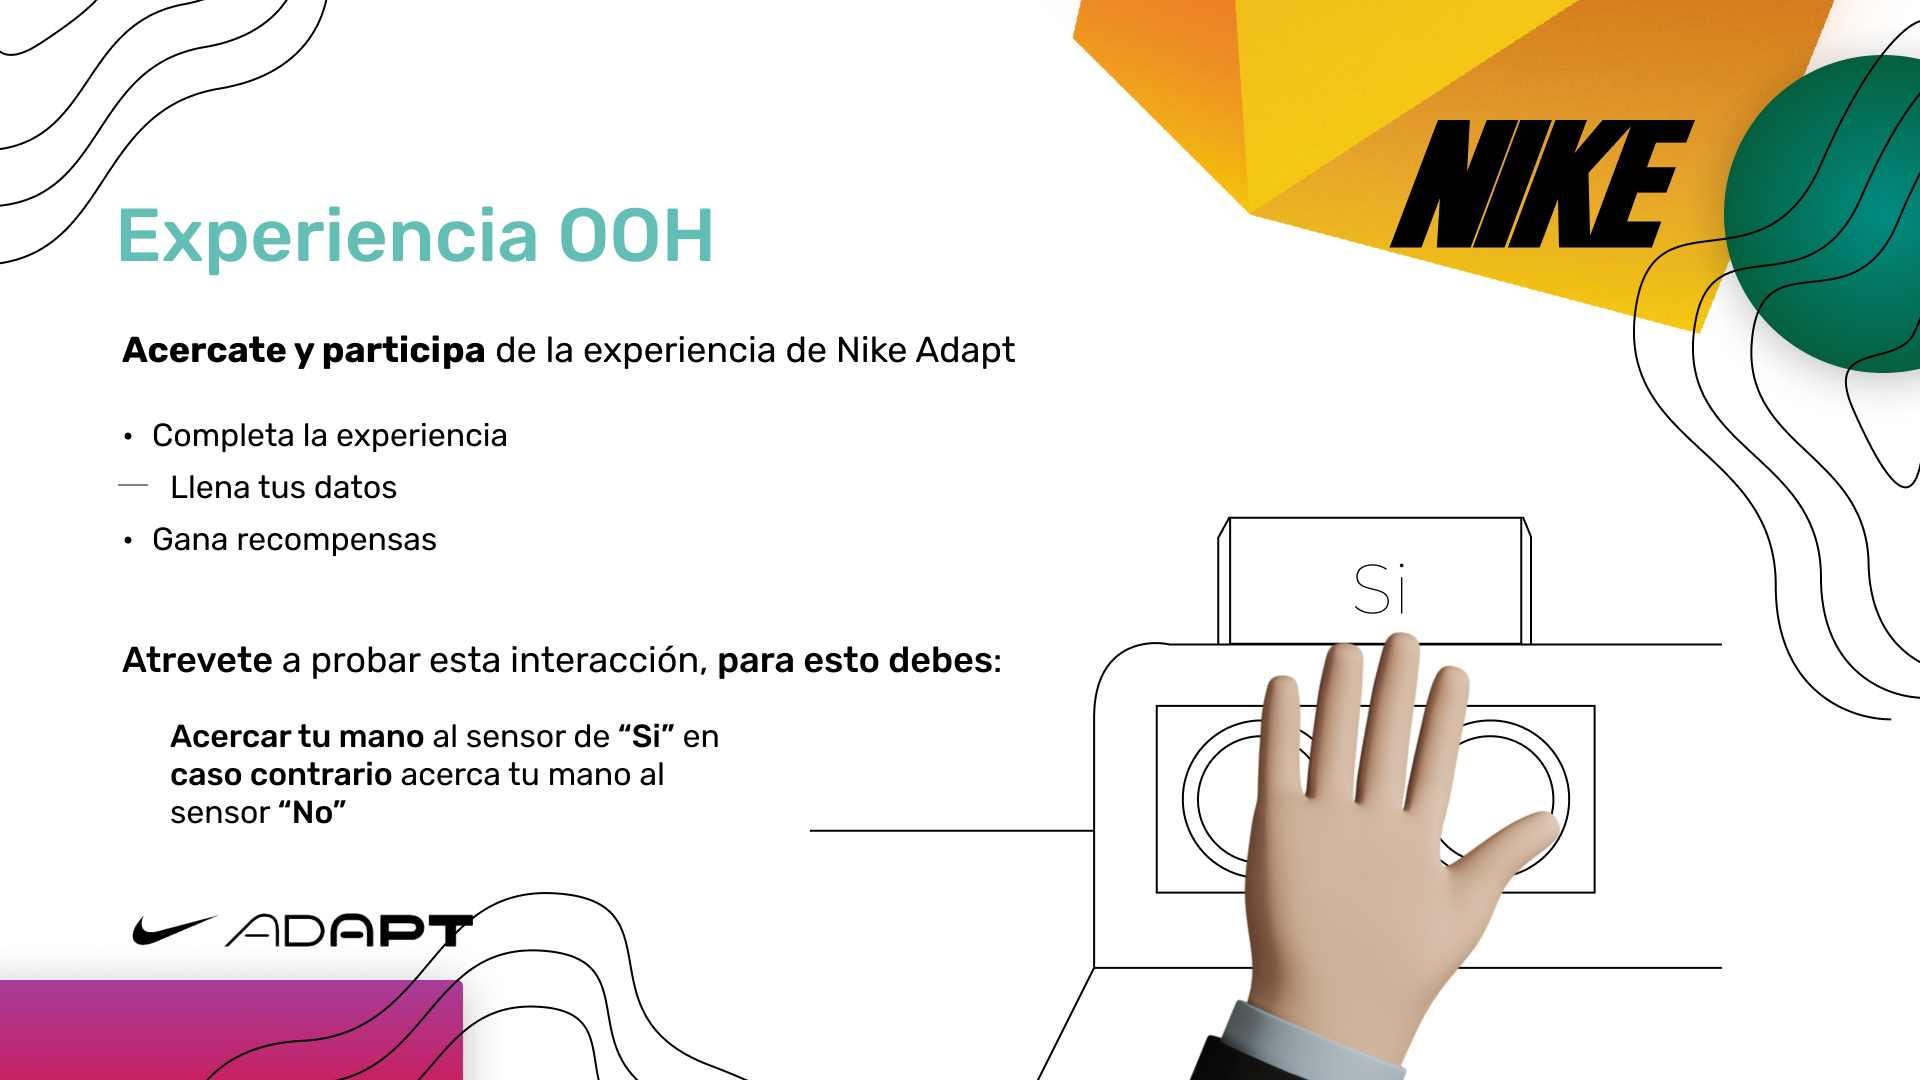 NIKE
Experiencia OOH
Acercate y participa de la experiencia de Nike Adapt
• Completa la experiencia
— Llena tus datos
• Gana recompensas
Si
Atrevete a probar esta interacción, para esto debes:
Acercar tu mano al sensor de “Si” en
caso contrario acerca tu mano al
sensor “No”
ADAPT